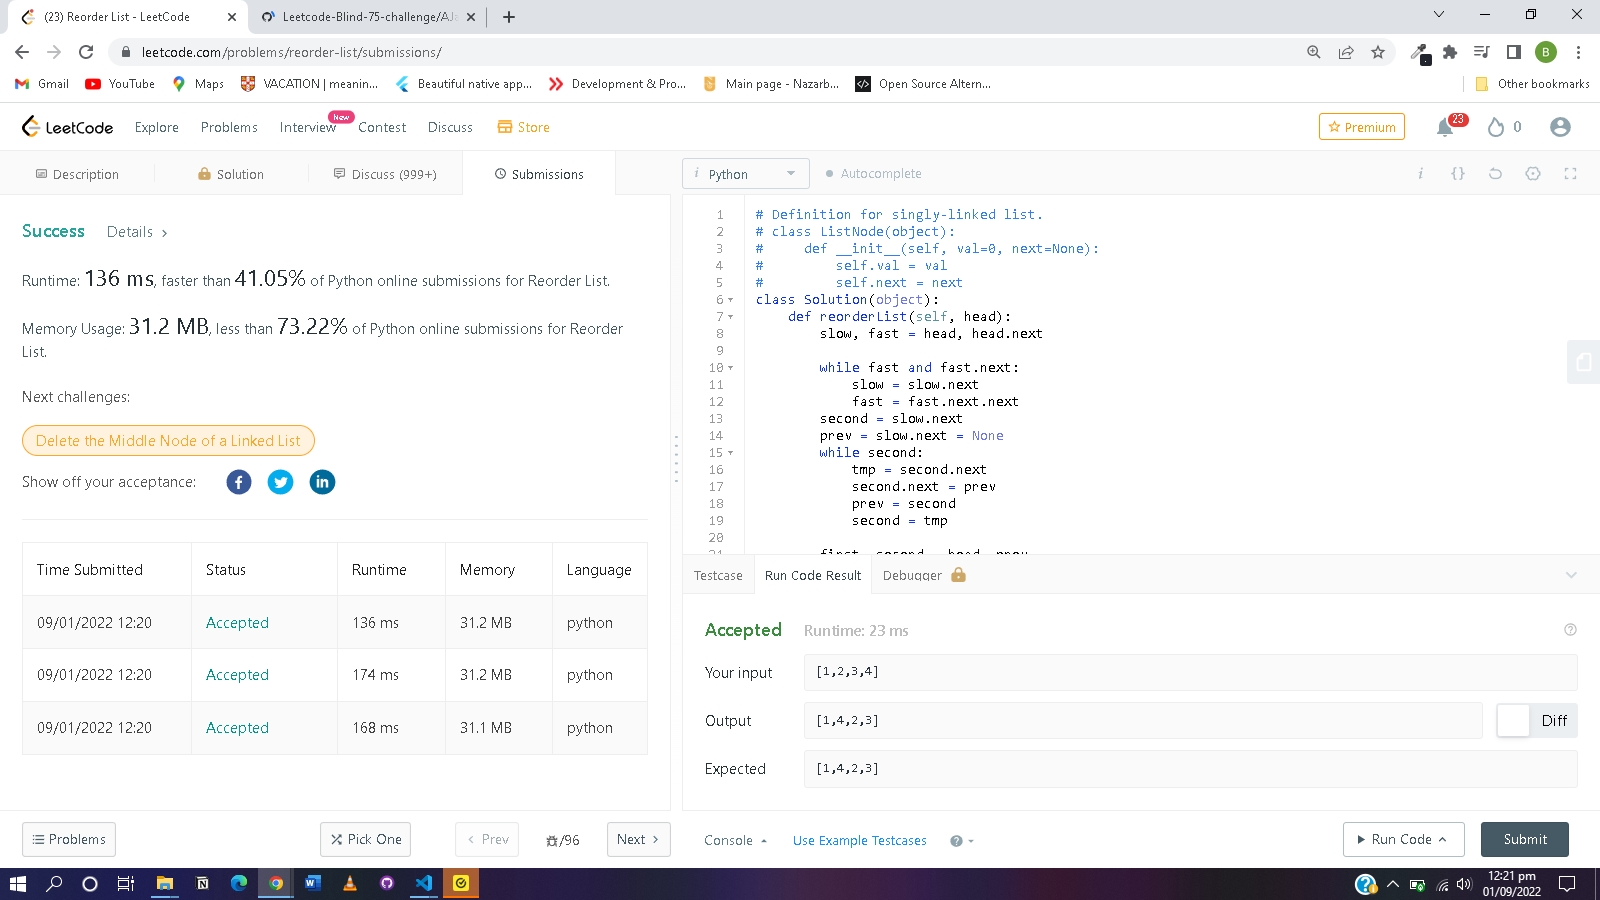 (23) Reorder List - LeetCode
Leetcode-Blind-75-challenge/AJa
leetcode.com/problems/reorder-list/submissions/
B
Gmail
YouTube
Maps
VACATION | meanin...
Beautiful native app...
Development & Pro...
Main page - Nazarb...
Open Source Altern...
Other bookmarks
LeetCode
Explore
Problems
Interview
New
Contest
Discuss
Store
Premium
23
0
Description
Solution
Discuss (999+)
Submissions
Success
Details >
Runtime: 136 ms, faster than 41.05% of Python online submissions for Reorder List.
Memory Usage: 31.2 MB, less than 73.22% of Python online submissions for Reorder
List.
Next challenges:
Delete the Middle Node of a Linked List
Show off your acceptance:
Time Submitted Status Runtime Memory Language
09/01/2022 12:20 Accepted 136 ms 31.2 MB python
09/01/2022 12:20 Accepted 174 ms 31.2 MB python
09/01/2022 12:20 Accepted 168 ms 31.1 MB python
Problems
Pick One
< Prev
/96
Next >
i Python
Autocomplete
i {}
1 # Definition for singly-linked list.
2 # class ListNode(object):
3 #     def __init__(self, val=0, next=None):
4 #         self.val = val
5 #         self.next = next
6 class Solution(object):
7     def reorderList(self, head):
8         slow, fast = head, head.next
9
10         while fast and fast.next:
11             slow = slow.next
12             fast = fast.next.next
13         second = slow.next
14         prev = slow.next = None
15         while second:
16             tmp = second.next
17             second.next = prev
18             prev = second
19             second = tmp
20
21         first, second = head, prev
Testcase
Run Code Result
Debugger
Accepted Runtime: 23 ms
Your input [1,2,3,4]
Output [1,4,2,3]
Diff
Expected [1,4,2,3]
Console
Use Example Testcases
Run Code
Submit
12:21 pm
01/09/2022